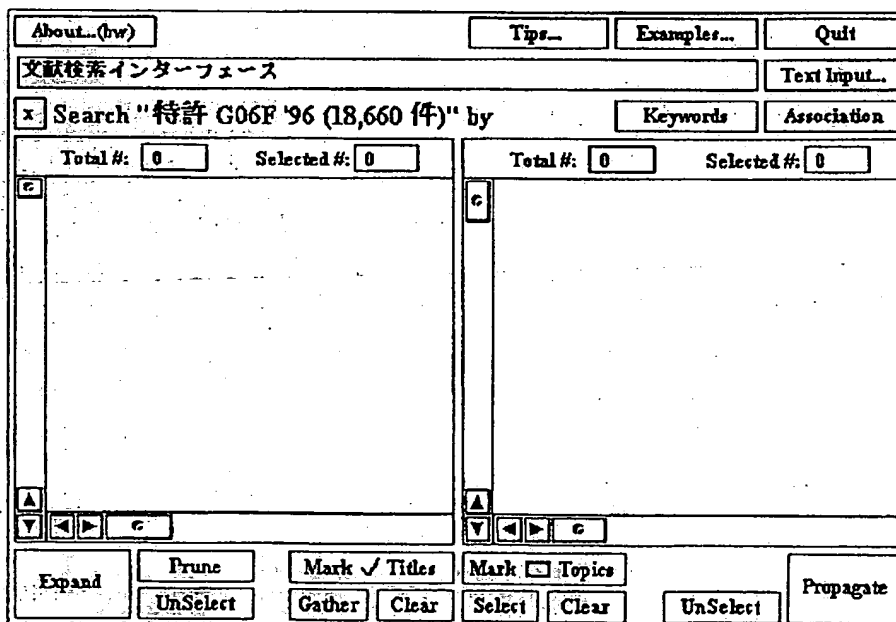 About...(hw) Tips... Examples... Quit
文献検索インターフェース Text Input...
x Search "特許 G06F '96 (18,660 件)" by Keywords Association
Total #: 0 Selected #: 0 Total #: 0 Selected #: 0
Expand Prune Mark ✓ Titles Mark Topics Propagate
UnSelect Gather Clear Select Clear UnSelect